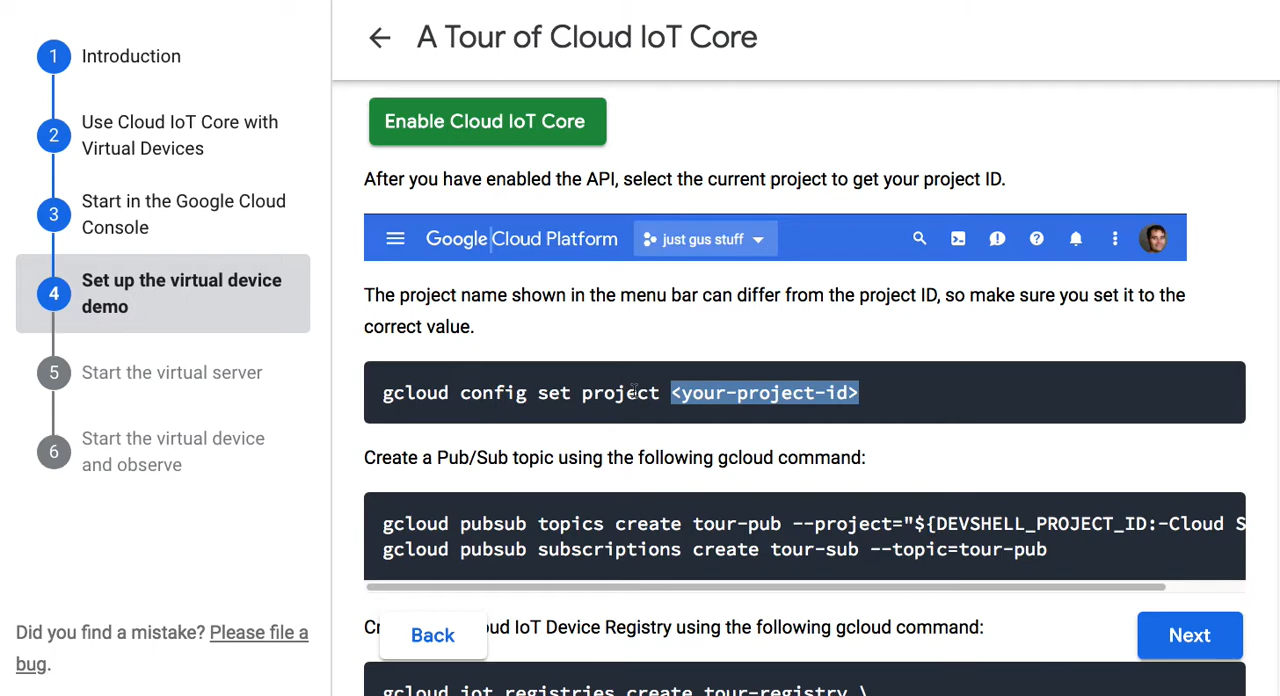 1
Introduction
2
Use Cloud IoT Core with
Virtual Devices
3
Start in the Google Cloud
Console
4
Set up the virtual device
demo
5
Start the virtual server
6
Start the virtual device
and observe
Did you find a mistake? Please file a
bug.
A Tour of Cloud IoT Core
Enable Cloud IoT Core
After you have enabled the API, select the current project to get your project ID.
Google Cloud Platform
just gus stuff
The project name shown in the menu bar can differ from the project ID, so make sure you set it to the
correct value.
gcloud config set project <your-project-id>
Create a Pub/Sub topic using the following gcloud command:
gcloud pubsub topics create tour-pub --project="${DEVSHELL_PROJECT_ID:-Cloud S
gcloud pubsub subscriptions create tour-sub --topic=tour-pub
IoT Device Registry using the following gcloud command:
Back
Next
gcloud iot registries create tour-registry \